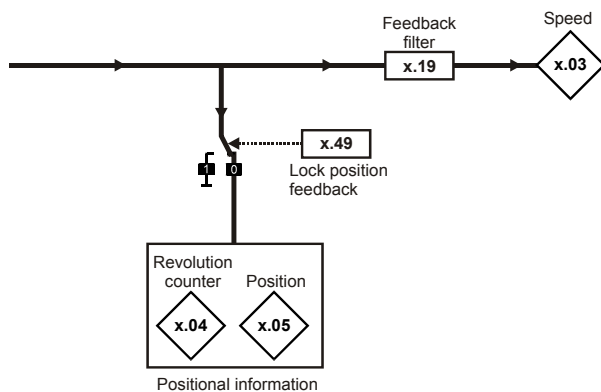 Speed
Feedback
filter
x.19
x.03
x.49
1 0
Lock position
feedback
Revolution
counter
Position
x.04
x.05
Positional information